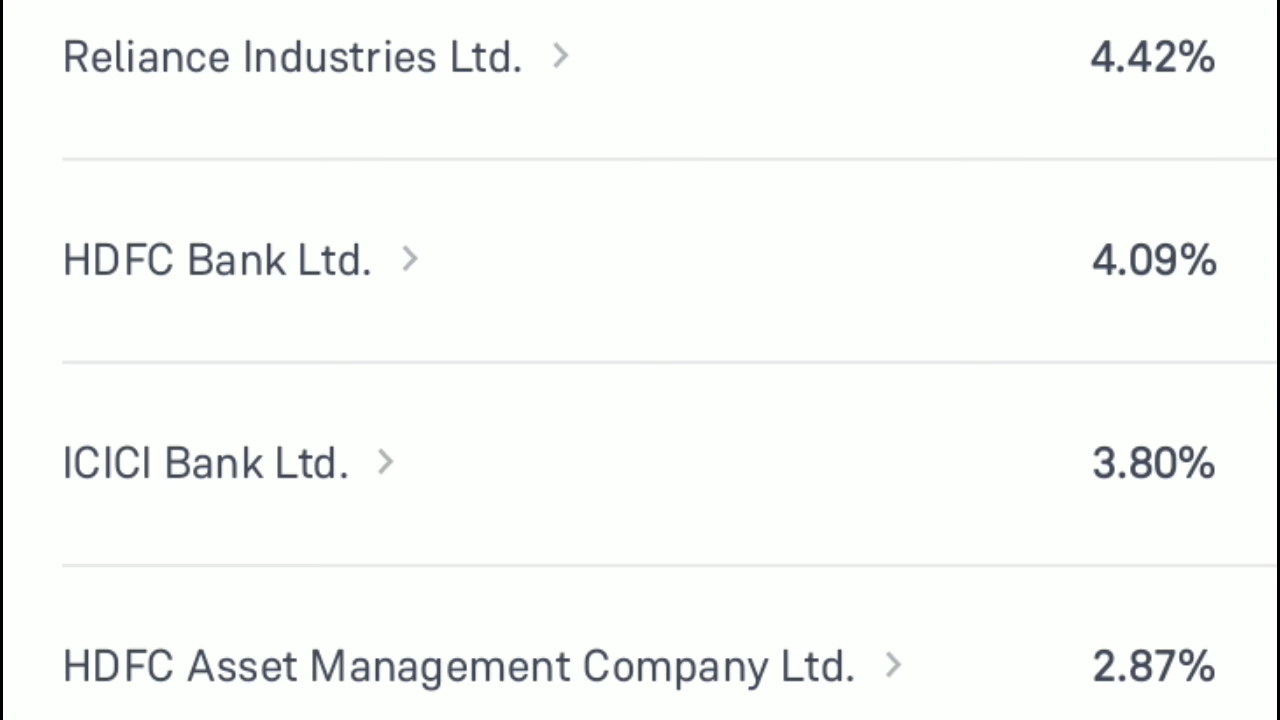 Reliance Industries Ltd. > 4.42%
HDFC Bank Ltd. > 4.09%
ICICI Bank Ltd. > 3.80%
HDFC Asset Management Company Ltd. > 2.87%